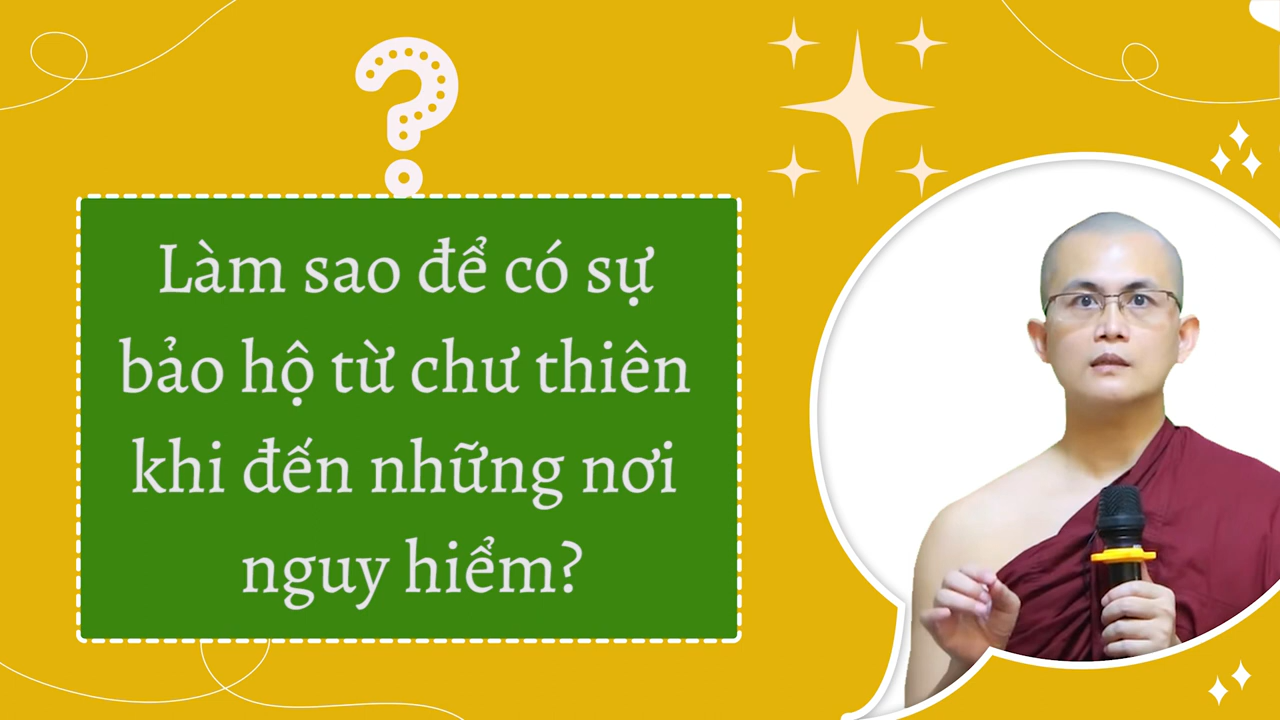 Làm sao để có sự
bảo hộ từ chư thiên
khi đến những nơi
nguy hiểm?